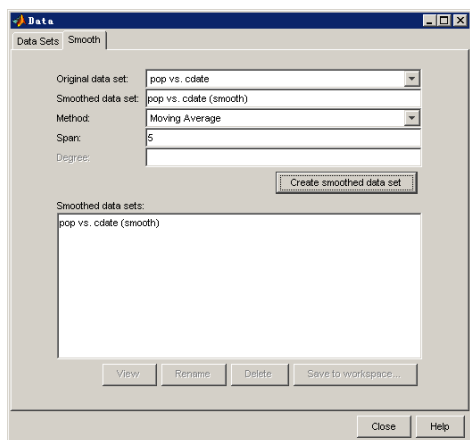 Data
Data Sets Smooth
Original data set: pop vs. cdate
Smoothed data set: pop vs. cdate (smooth)
Method: Moving Average
Span: 5
Degree:
Create smoothed data set
Smoothed data sets:
pop vs. cdate (smooth)
View Rename Delete Save to workspace...
Close Help